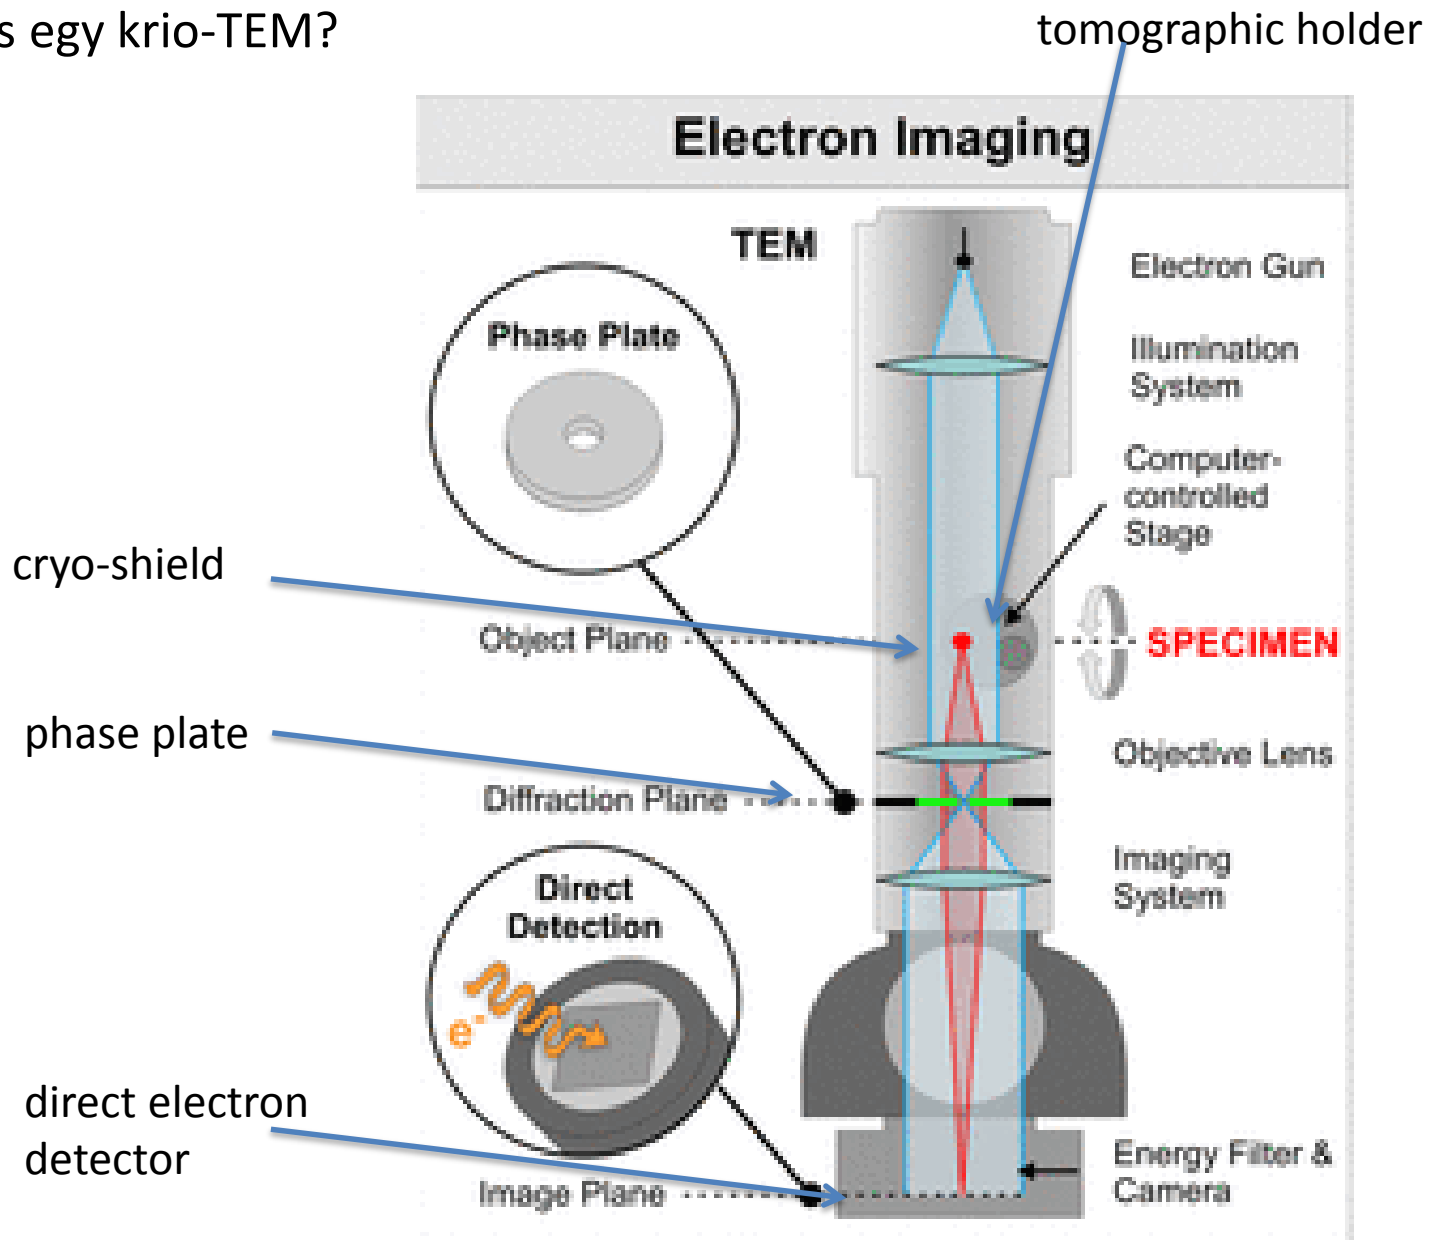 s egy krio-TEM?
tomographic holder
Electron Imaging
TEM
Electron Gun
Phase Plate
Illumination
System
Computer-
controlled
Stage
cryo-shield
Object Plane
SPECIMEN
phase plate
Objective Lens
Diffraction Plane
Imaging
System
Direct
Detection
e-
direct electron
detector
Energy Filter &
Camera
Image Plane